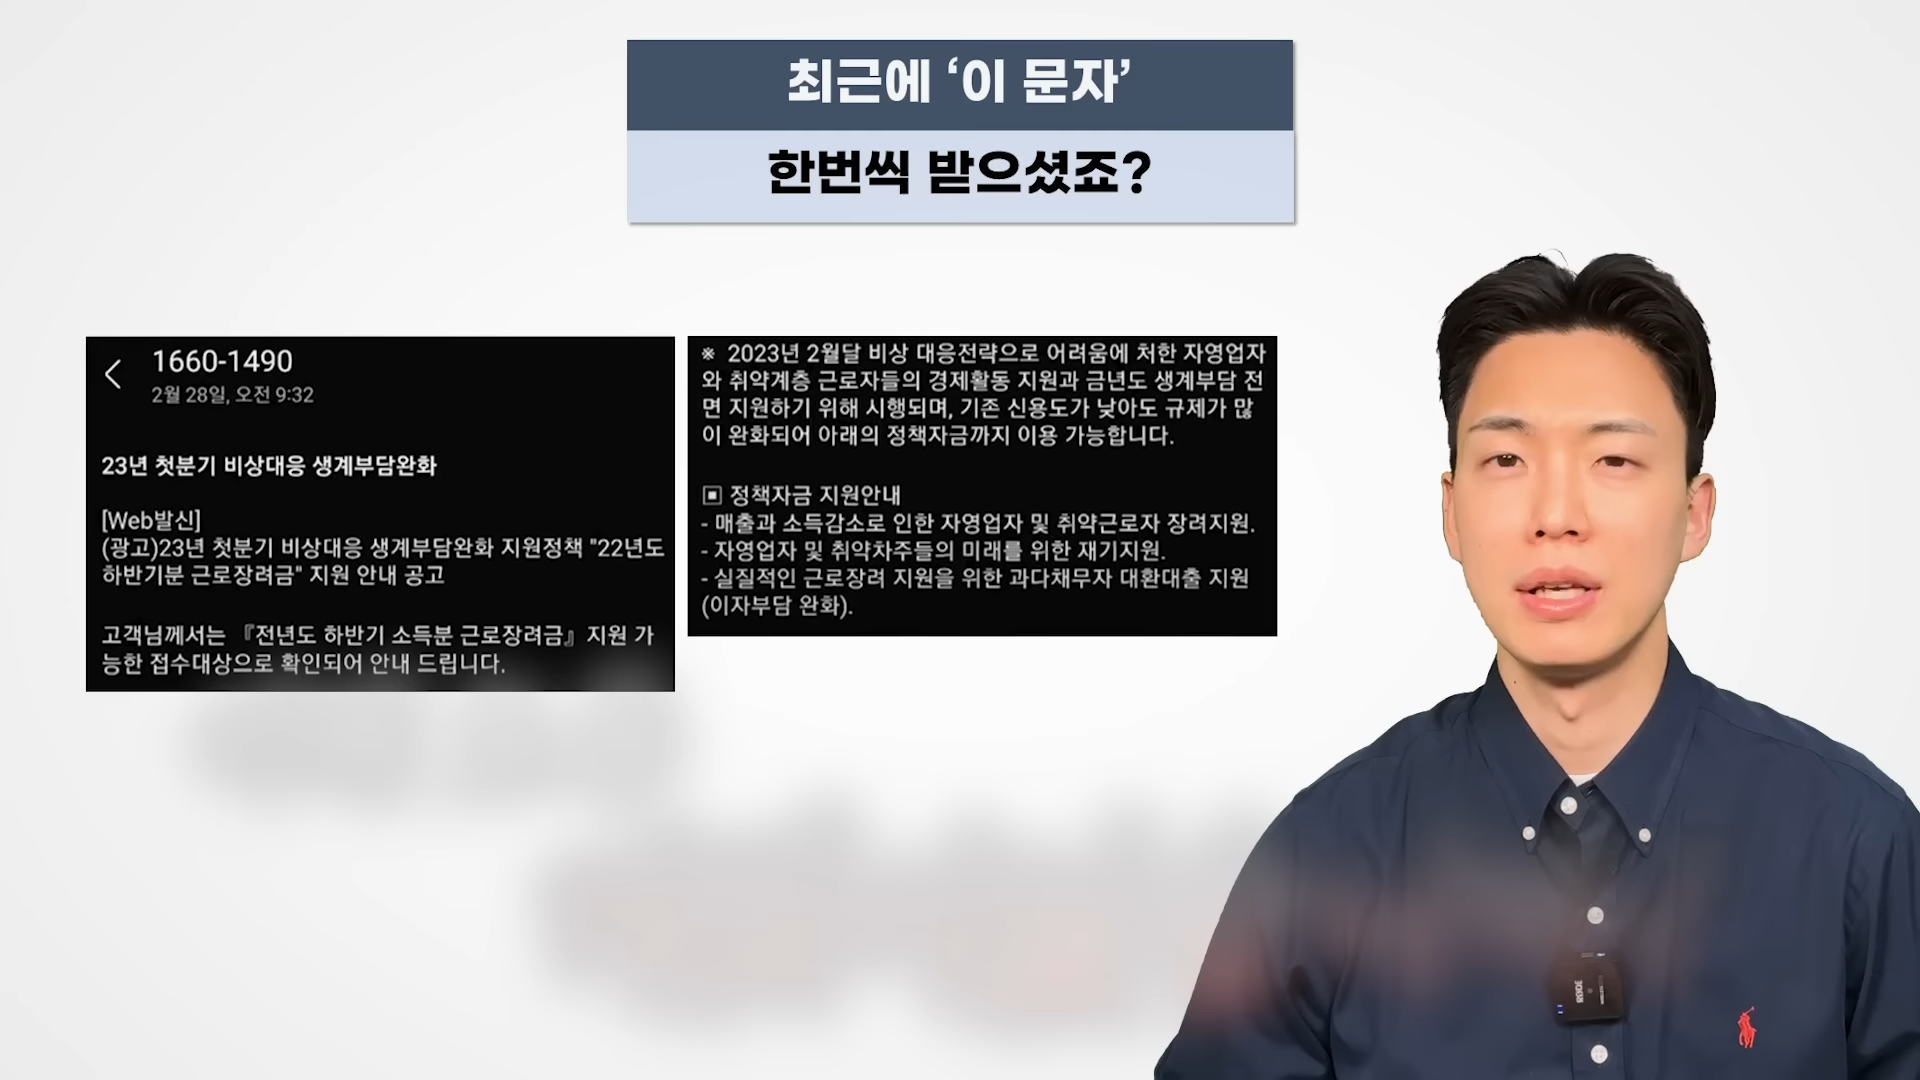 최근에 ‘이 문자’
한번씩 받으셨죠?
1660-1490
2월 28일, 오전 9:32
23년 첫분기 비상대응 생계부담완화
[Web발신]
(광고)23년 첫분기 비상대응 생계부담완화 지원정책 "22년도
하반기분 근로장려금" 지원 안내 공고
고객님께서는 『전년도 하반기 소득분 근로장려금』 지원 가
능한 접수대상으로 확인되어 안내 드립니다.
※ 2023년 2월달 비상 대응전략으로 어려움에 처한 자영업자
와 취약계층 근로자들의 경제활동 지원과 금년도 생계부담 전
면 지원하기 위해 시행되며, 기존 신용도가 낮아도 규제가 많
이 완화되어 아래의 정책자금까지 이용 가능합니다.
▣ 정책자금 지원안내
- 매출과 소득감소로 인한 자영업자 및 취약근로자 장려지원.
- 자영업자 및 취약차주들의 미래를 위한 재기지원.
- 실질적인 근로장려 지원을 위한 과다채무자 대환대출 지원
(이자부담 완화).